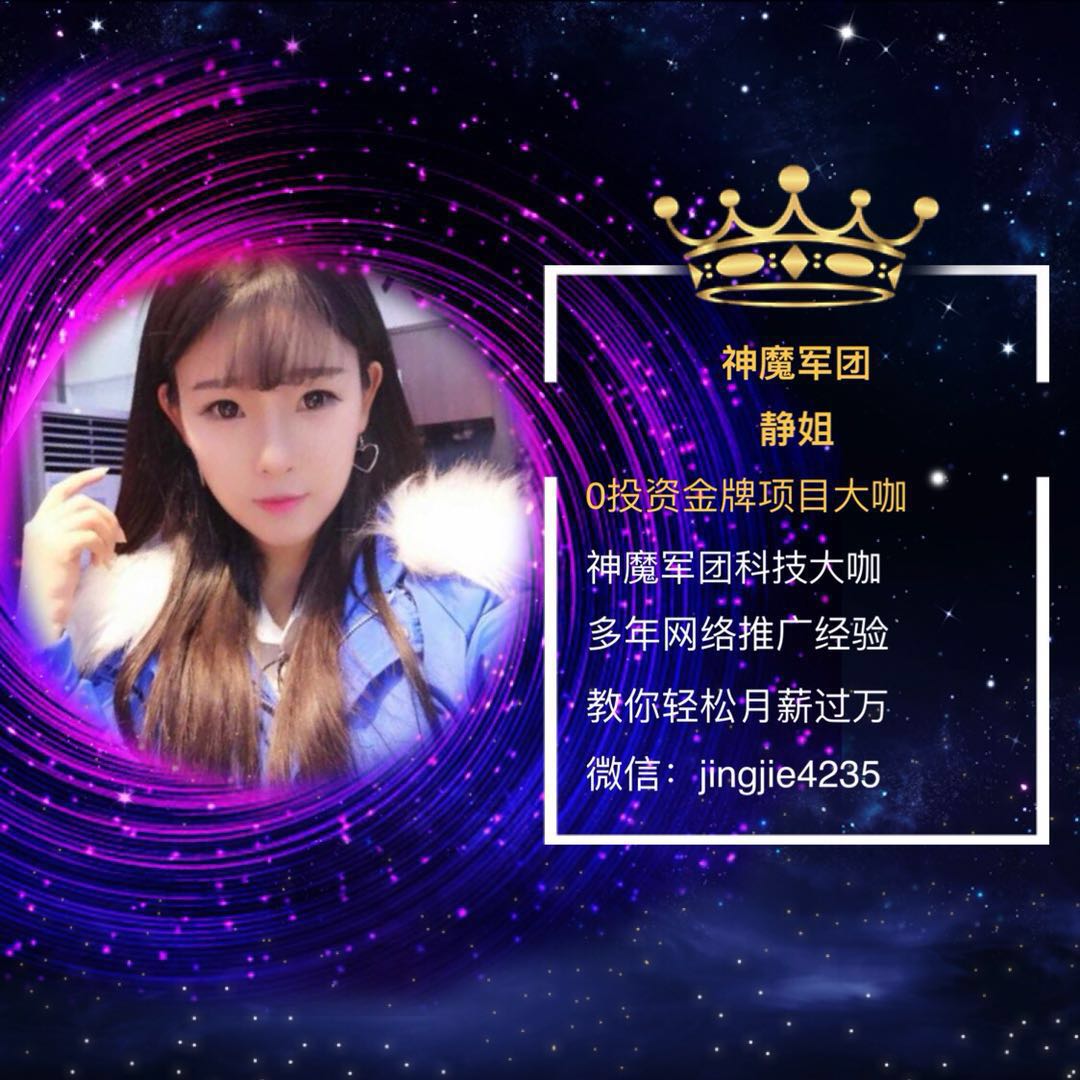 神魔军团
静姐
0投资金牌项目大咖
神魔军团科技大咖
多年网络推广经验
教你轻松月薪过万
微信：jingjie4235